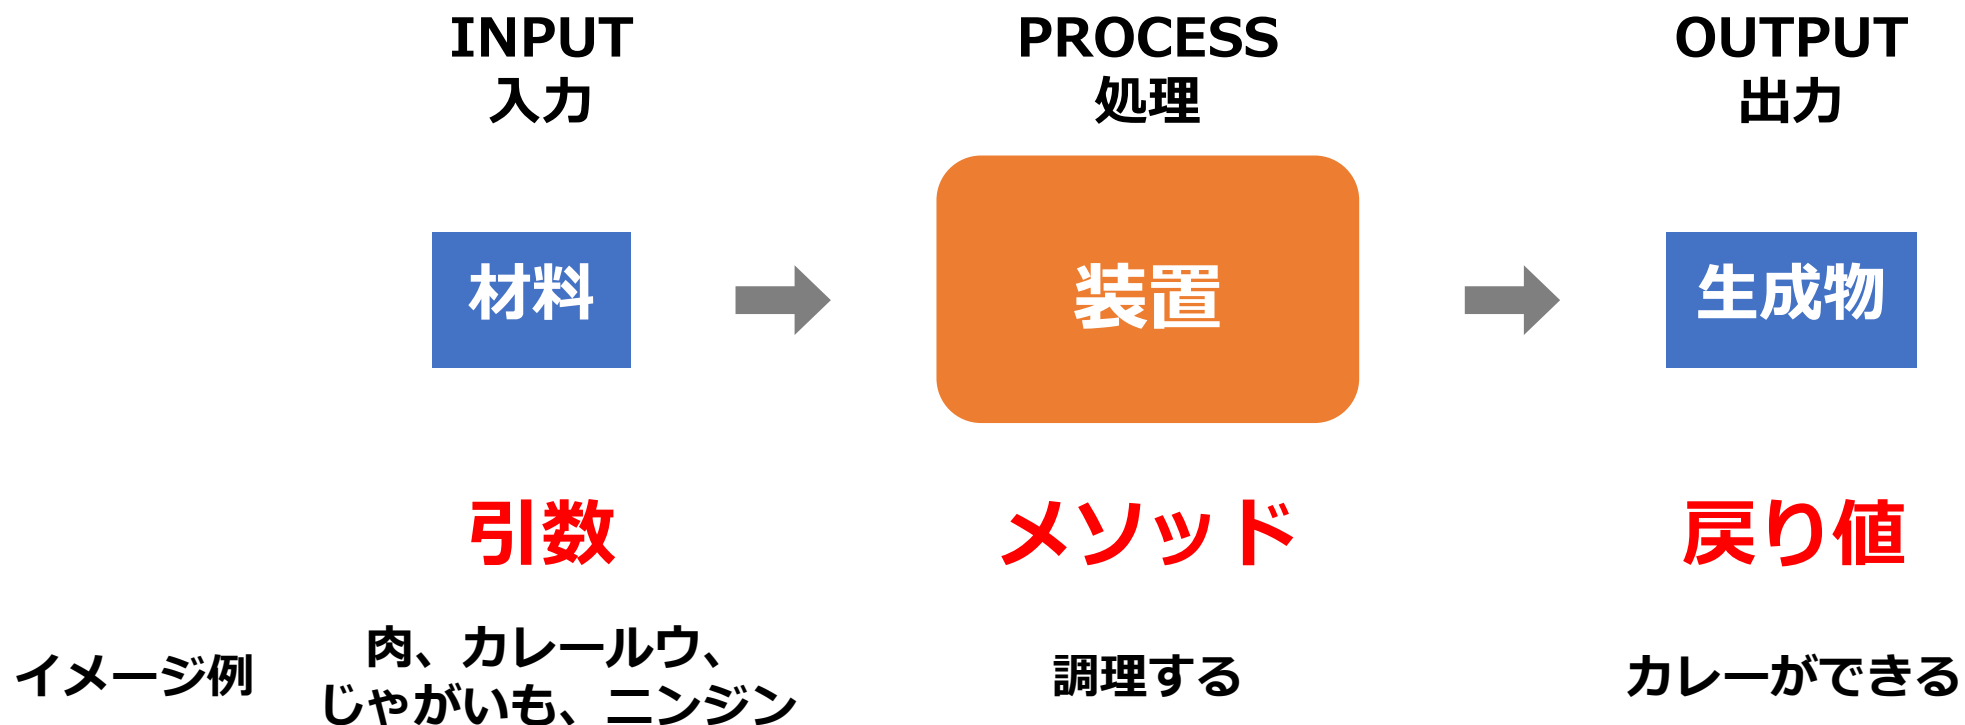 INPUT
入力
PROCESS
処理
OUTPUT
出力
材料
装置
生成物
引数
メソッド
戻り値
イメージ例
肉、カレールウ、
じゃがいも、ニンジン
調理する
カレーができる